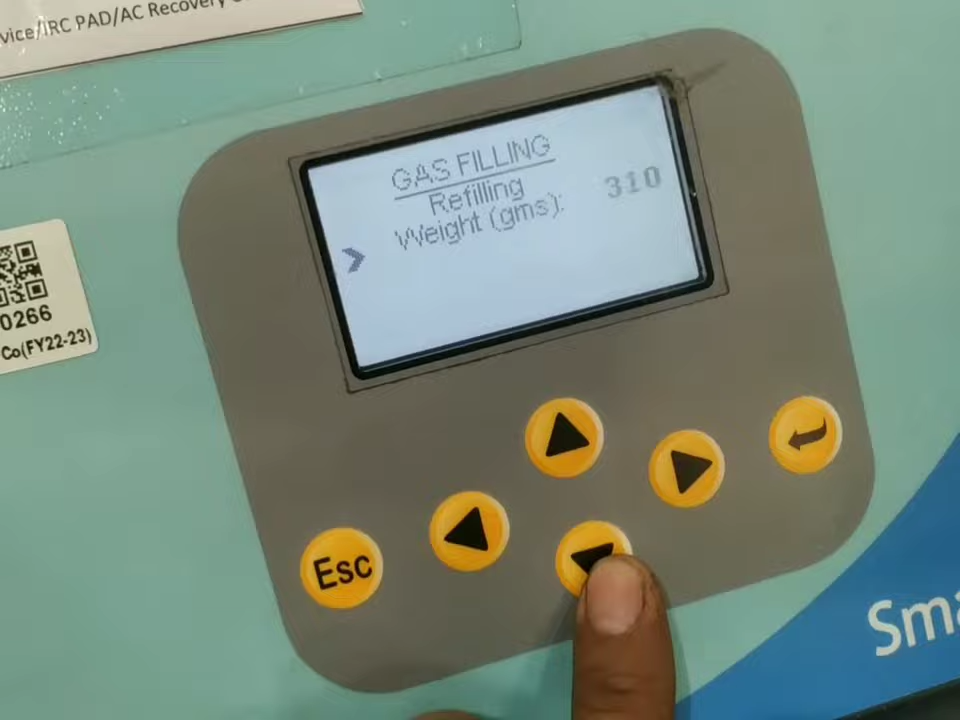 vice/IRC PAD/AC Recovery
GAS FILLING
Refilling
Weight (gms):
310
0266
Co(FY22-23)
Esc
Sma